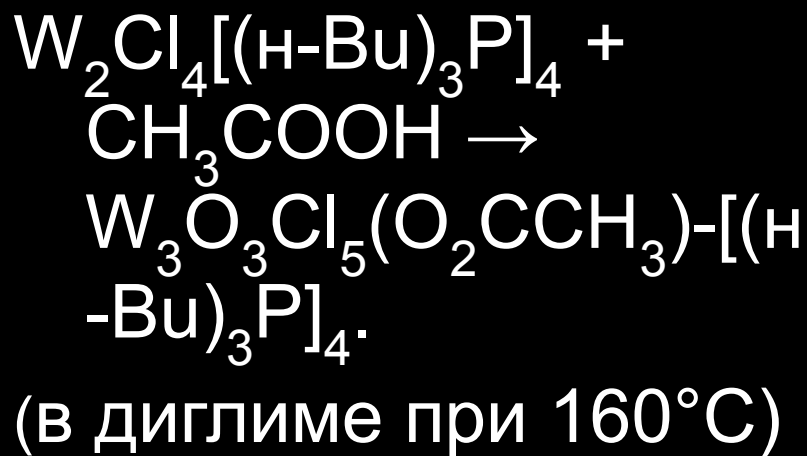 W₂Cl₄[(н-Bu)₃P]₄ +
CH₃COOH →
W₃O₃Cl₅(O₂CCH₃)-[(н
-Bu)₃P]₄.
(в диглиме при 160°С)